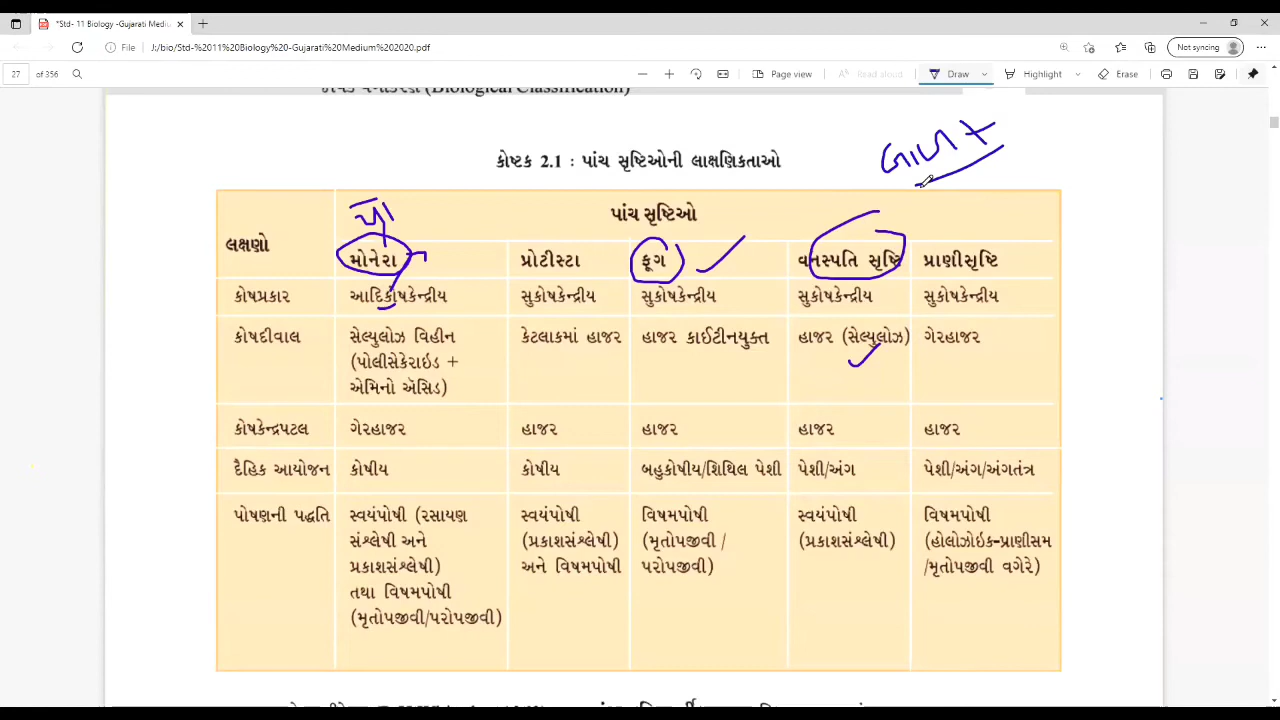 *Std- 11 Biology -Gujarati Mediu
File J:/bio/Std-%2011%20Biology%20-Gujarati%20Medium%202020.pdf
Not syncing
27 of 356 Page view Read aloud Draw Highlight Erase
(Biological Classification)
કોષ્ટક 2.1 : પાંચ સૃષ્ટિઓની લાક્ષણિકતાઓ
લક્ષણો
પાંચ સૃષ્ટિઓ
મોનેરા પ્રોટીસ્ટા ફૂગ વનસ્પતિ સૃષ્ટિ પ્રાણીસૃષ્ટિ
કોષપ્રકાર આદિકોષકેન્દ્રીય સુકોષકેન્દ્રીય સુકોષકેન્દ્રીય સુકોષકેન્દ્રીય સુકોષકેન્દ્રીય
કોષદીવાલ સેલ્યુલોઝ વિહીન કેટલાકમાં હાજર હાજર કાઈટીનયુક્ત હાજર (સેલ્યુલોઝ) ગેરહાજર
(પોલીસેકેરાઇડ +
એમિનો ઍસિડ)
કોષકેન્દ્રપટલ ગેરહાજર હાજર હાજર હાજર હાજર
દૈહિક આયોજન કોષીય કોષીય બહુકોષીય/શિથિલ પેશી પેશી/અંગ પેશી/અંગ/અંગતંત્ર
પોષણની પદ્ધતિ સ્વયંપોષી (રસાયણ સ્વયંપોષી વિષમપોષી સ્વયંપોષી વિષમપોષી
સંશ્લેષી અને (પ્રકાશસંશ્લેષી) (મૃતોપજીવી / (પ્રકાશસંશ્લેષી) (હોલોઝોઇક-પ્રાણીસમ
પ્રકાશસંશ્લેષી) અને વિષમપોષી પરોપજીવી) /મૃતોપજીવી વગેરે)
તથા વિષમપોષી
(મૃતોપજીવી/પરોપજીવી)